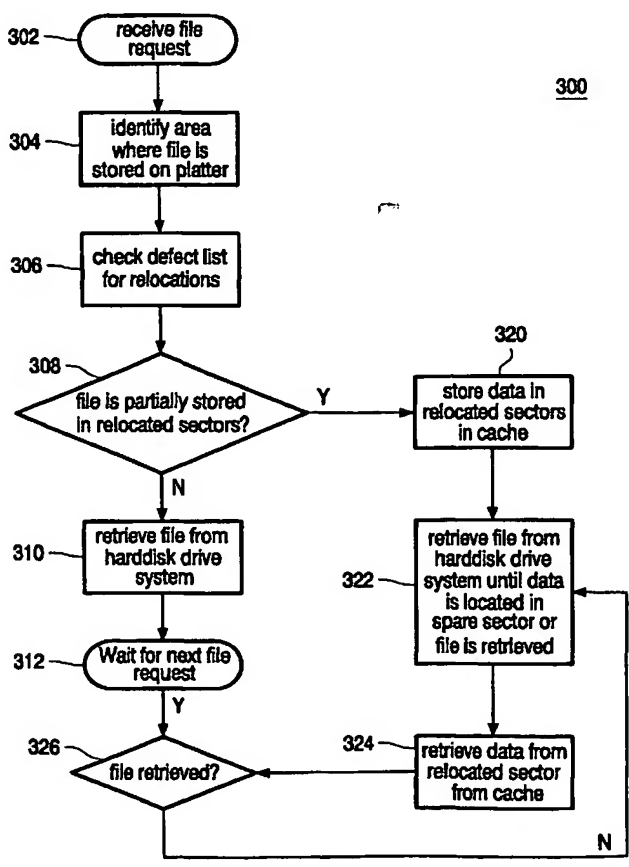 300
302
receive file
request
304
identify area
where file is
stored on platter
306
check defect list
for relocations
308
file is partially stored
in relocated sectors?
Y
N
320
store data in
relocated sectors
in cache
310
retrieve file from
harddisk drive
system
322
retrieve file from
harddisk drive
system until data
is located in
spare sector or
file is retrieved
312
Wait for next file
request
Y
324
retrieve data from
relocated sector
from cache
326
file retrieved?
N